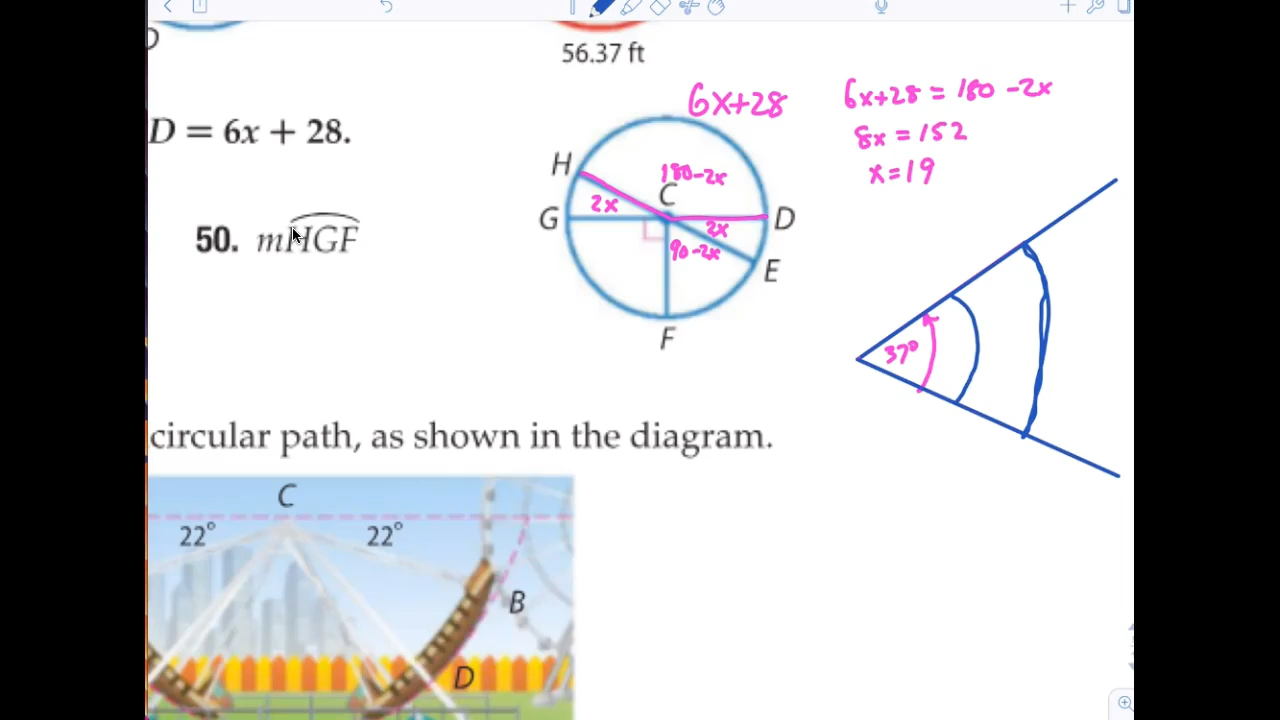 D
56.37 ft
6x+28
6x+28 = 180 -2x
D = 6x + 28.
8x = 152
x = 19
H
180-2x
C
2x
G
D
2x
50. mHGF
90-2x
E
F
37°
circular path, as shown in the diagram.
C
22°
22°
B
D